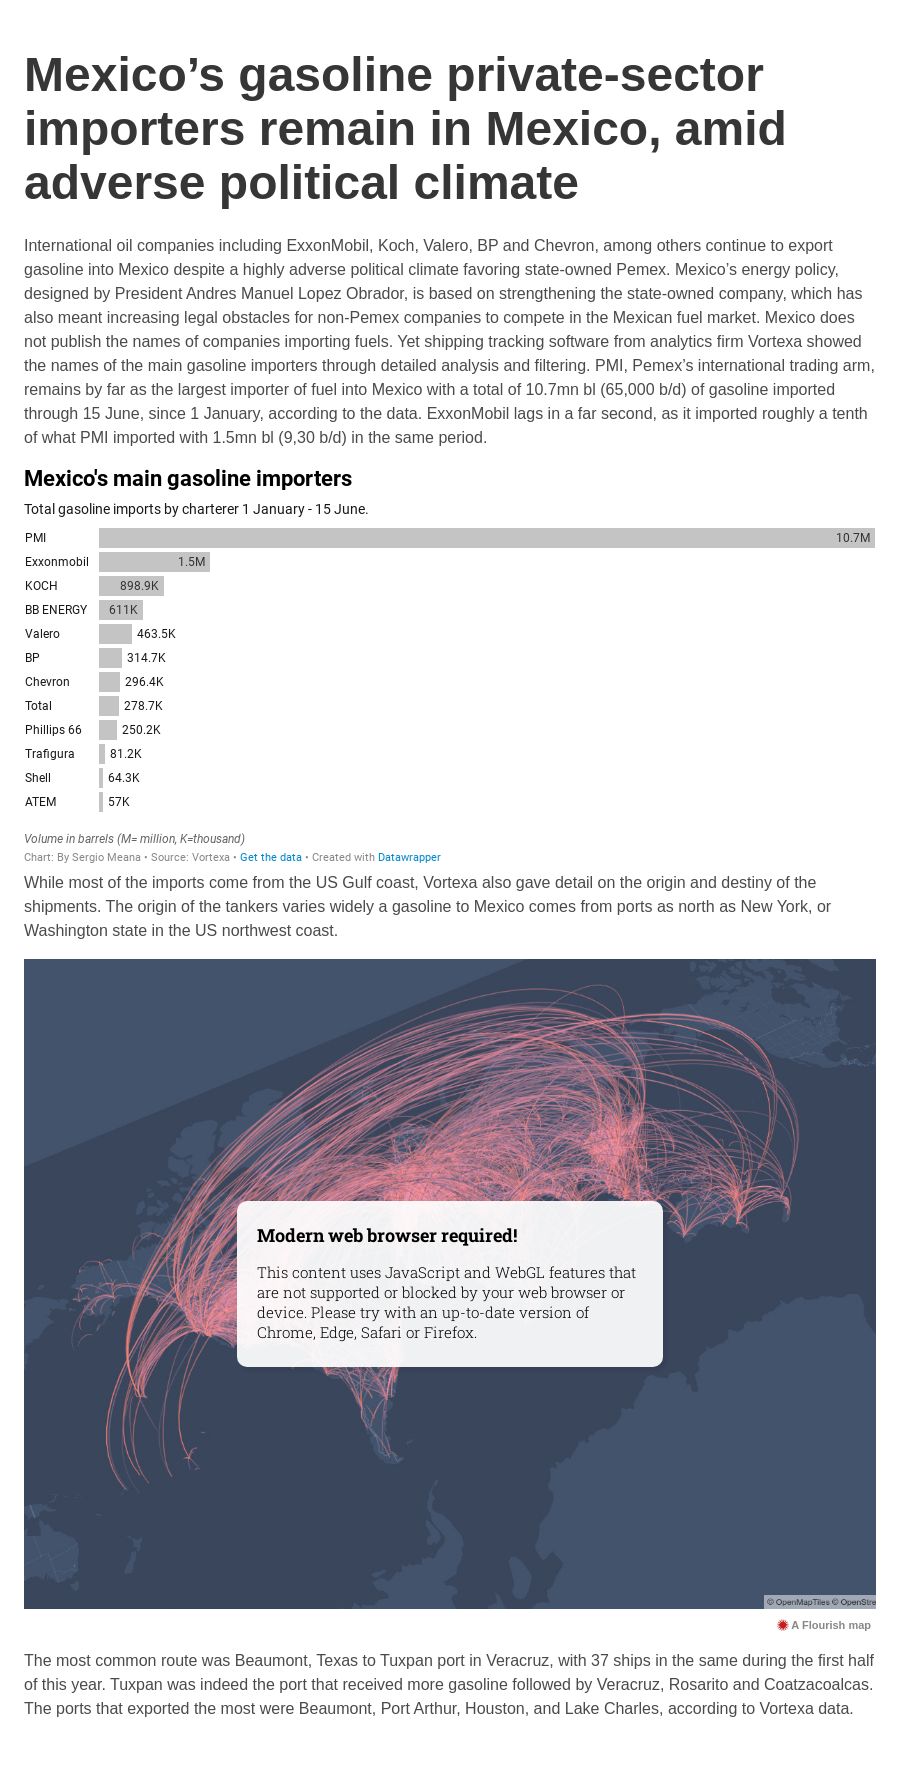 Mexico’s gasoline private-sector
importers remain in Mexico, amid
adverse political climate
International oil companies including ExxonMobil, Koch, Valero, BP and Chevron, among others continue to export
gasoline into Mexico despite a highly adverse political climate favoring state-owned Pemex. Mexico’s energy policy,
designed by President Andres Manuel Lopez Obrador, is based on strengthening the state-owned company, which has
also meant increasing legal obstacles for non-Pemex companies to compete in the Mexican fuel market. Mexico does
not publish the names of companies importing fuels. Yet shipping tracking software from analytics firm Vortexa showed
the names of the main gasoline importers through detailed analysis and filtering. PMI, Pemex’s international trading arm,
remains by far as the largest importer of fuel into Mexico with a total of 10.7mn bl (65,000 b/d) of gasoline imported
through 15 June, since 1 January, according to the data. ExxonMobil lags in a far second, as it imported roughly a tenth
of what PMI imported with 1.5mn bl (9,30 b/d) in the same period.
Mexico's main gasoline importers
Total gasoline imports by charterer 1 January - 15 June.
PMI 10.7M
Exxonmobil 1.5M
KOCH 898.9K
BB ENERGY 611K
Valero 463.5K
BP 314.7K
Chevron 296.4K
Total 278.7K
Phillips 66 250.2K
Trafigura 81.2K
Shell 64.3K
ATEM 57K
Volume in barrels (M= million, K=thousand)
Chart: By Sergio Meana • Source: Vortexa • Get the data • Created with Datawrapper
While most of the imports come from the US Gulf coast, Vortexa also gave detail on the origin and destiny of the
shipments. The origin of the tankers varies widely a gasoline to Mexico comes from ports as north as New York, or
Washington state in the US northwest coast.
Modern web browser required!
This content uses JavaScript and WebGL features that
are not supported or blocked by your web browser or
device. Please try with an up-to-date version of
Chrome, Edge, Safari or Firefox.
© OpenMapTiles © OpenStre
A Flourish map
The most common route was Beaumont, Texas to Tuxpan port in Veracruz, with 37 ships in the same during the first half
of this year. Tuxpan was indeed the port that received more gasoline followed by Veracruz, Rosarito and Coatzacoalcas.
The ports that exported the most were Beaumont, Port Arthur, Houston, and Lake Charles, according to Vortexa data.